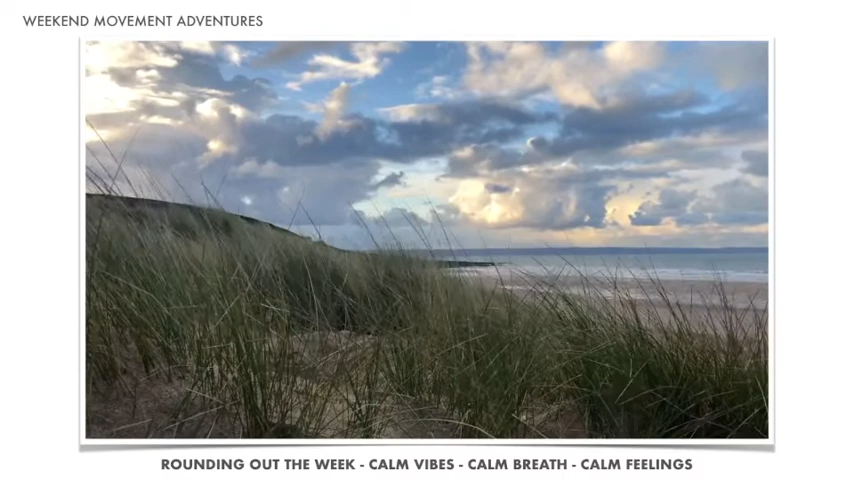 WEEKEND MOVEMENT ADVENTURES
ROUNDING OUT THE WEEK - CALM VIBES - CALM BREATH - CALM FEELINGS